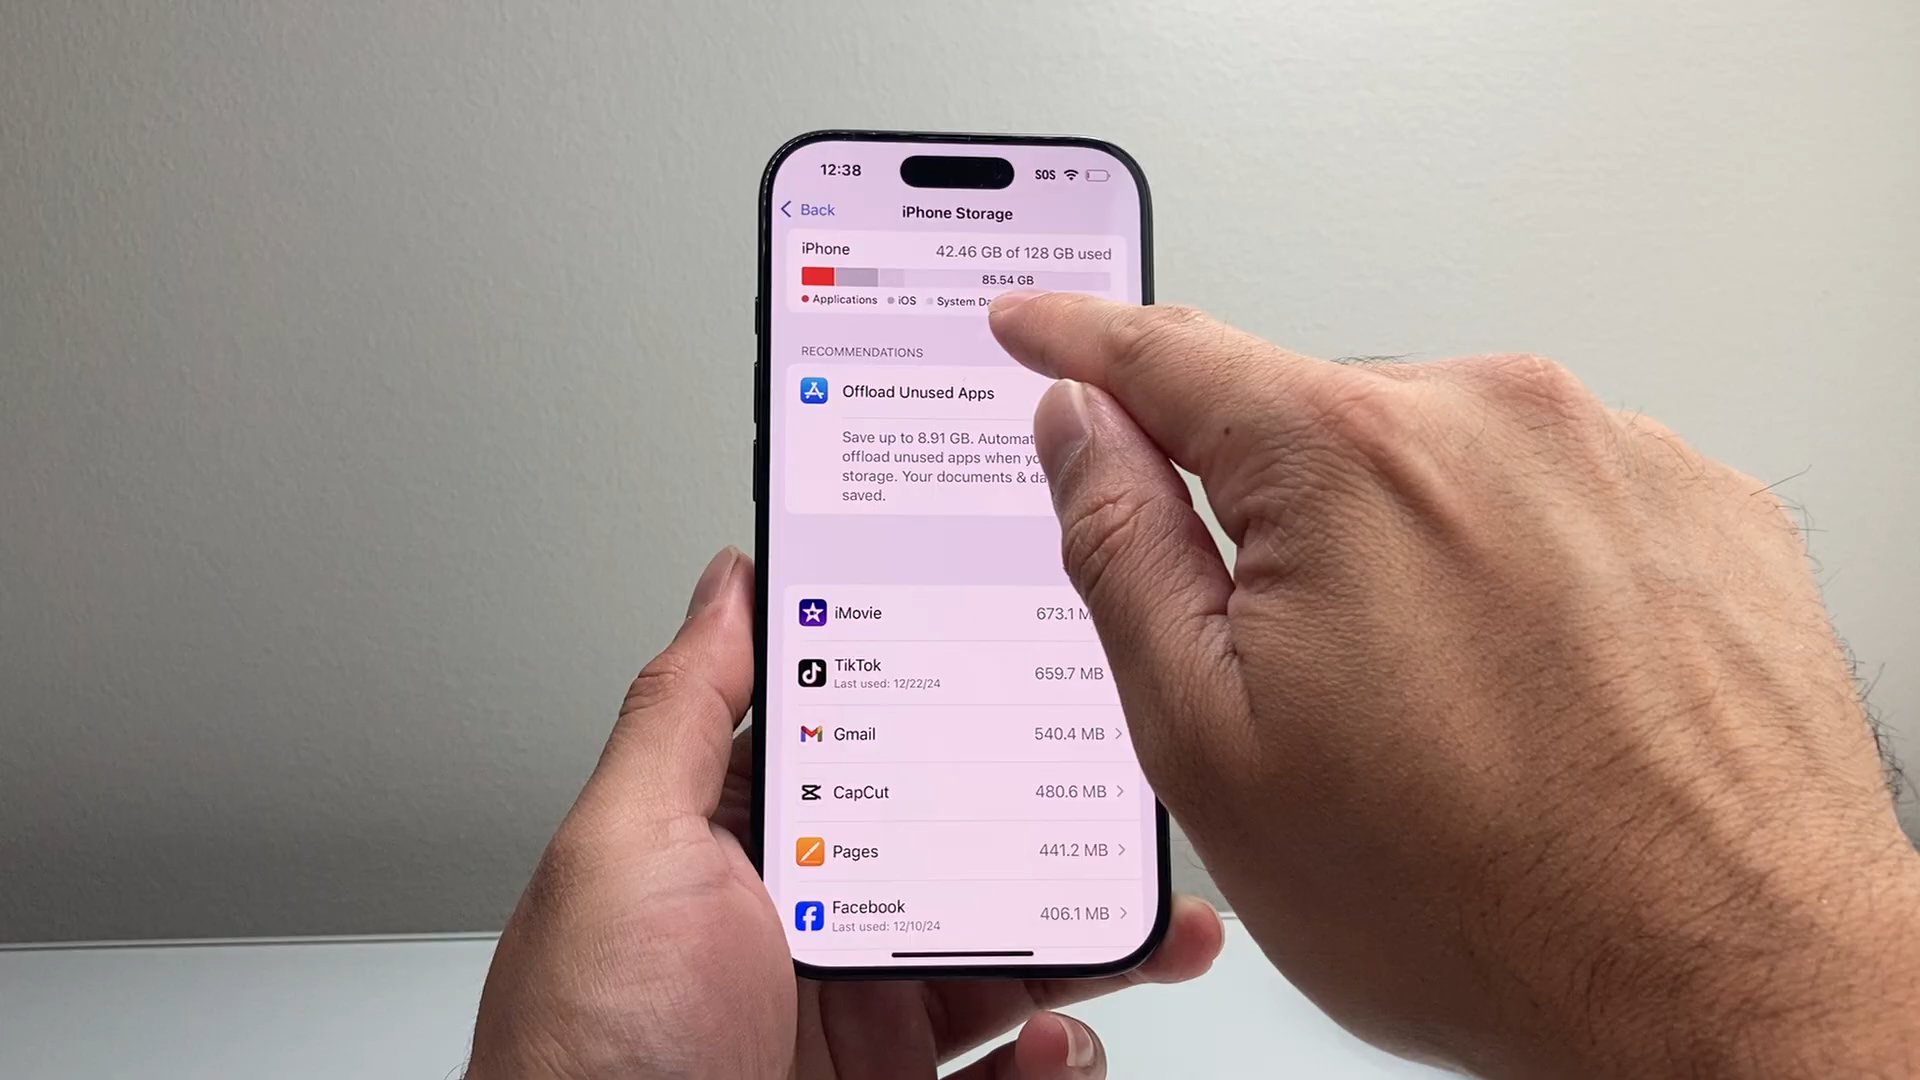 12:38 SOS
Back iPhone Storage
iPhone 42.46 GB of 128 GB used
85.54 GB
Applications iOS System
RECOMMENDATIONS
Offload Unused Apps
Save up to 8.91 GB.
offload unused apps when
storage. Your documents &
saved.
iMovie 673.1
TikTok 659.7 MB
Last used: 12/22/24
Gmail 540.4 MB
CapCut 480.6 MB
Pages 441.2 MB
Facebook 406.1 MB
Last used: 12/10/24